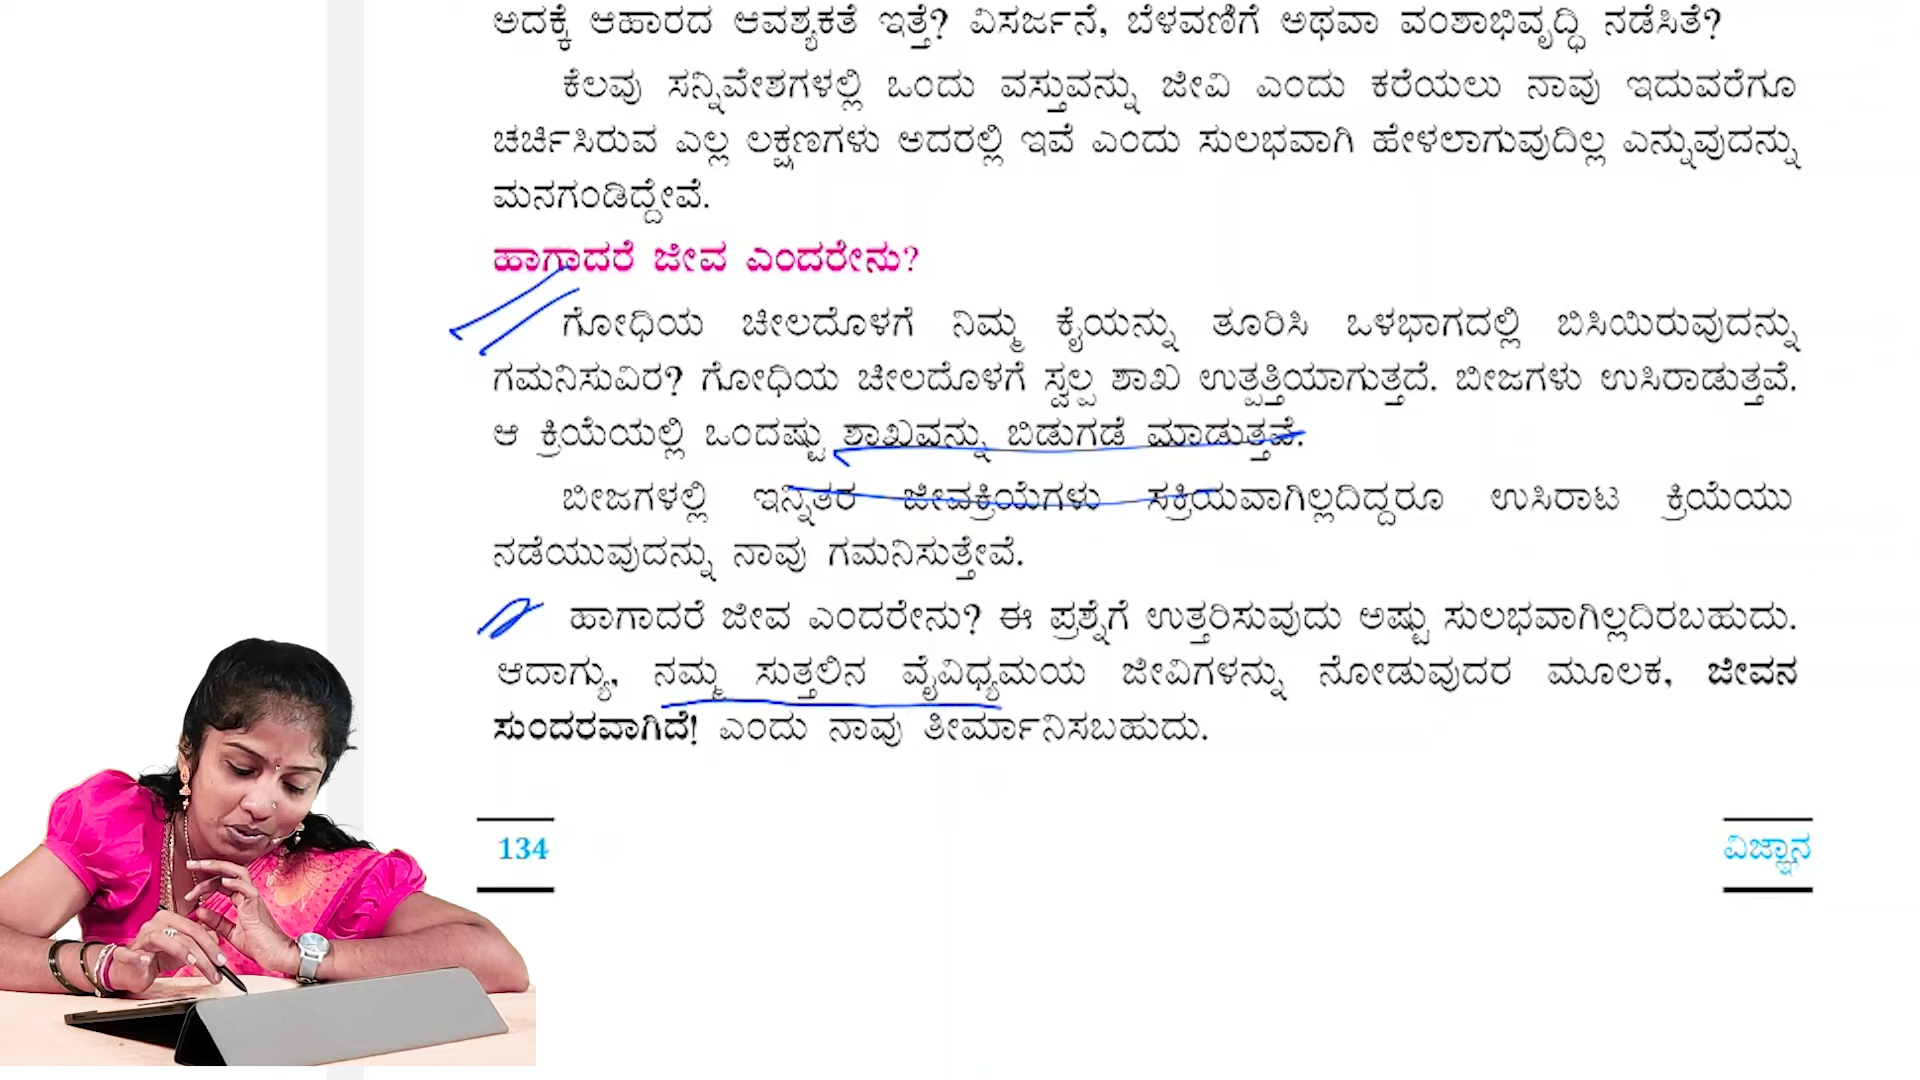 ಅದಕ್ಕೆ ಆಹಾರದ ಆವಶ್ಯಕತೆ ಇತ್ತೆ? ವಿಸರ್ಜನೆ, ಬೆಳವಣಿಗೆ ಅಥವಾ ವಂಶಾಭಿವೃದ್ಧಿ ನಡೆಸಿತೆ?
ಕೆಲವು ಸನ್ನಿವೇಶಗಳಲ್ಲಿ ಒಂದು ವಸ್ತುವನ್ನು ಜೀವಿ ಎಂದು ಕರೆಯಲು ನಾವು ಇದುವರೆಗೂ
ಚರ್ಚಿಸಿರುವ ಎಲ್ಲ ಲಕ್ಷಣಗಳು ಅದರಲ್ಲಿ ಇವೆ ಎಂದು ಸುಲಭವಾಗಿ ಹೇಳಲಾಗುವುದಿಲ್ಲ ಎನ್ನುವುದನ್ನು
ಮನಗಂಡಿದ್ದೇವೆ.
ಹಾಗಾದರೆ ಜೀವ ಎಂದರೇನು?
ಗೋಧಿಯ ಚೀಲದೊಳಗೆ ನಿಮ್ಮ ಕೈಯನ್ನು ತೂರಿಸಿ ಒಳಭಾಗದಲ್ಲಿ ಬಿಸಿಯಿರುವುದನ್ನು
ಗಮನಿಸುವಿರ? ಗೋಧಿಯ ಚೀಲದೊಳಗೆ ಸ್ವಲ್ಪ ಶಾಖ ಉತ್ಪತ್ತಿಯಾಗುತ್ತದೆ. ಬೀಜಗಳು ಉಸಿರಾಡುತ್ತವೆ.
ಆ ಕ್ರಿಯೆಯಲ್ಲಿ ಒಂದಷ್ಟು ಶಾಖವನ್ನು ಬಿಡುಗಡೆ ಮಾಡುತ್ತವೆ.
ಬೀಜಗಳಲ್ಲಿ ಇನ್ನಿತರ ಜೀವಕ್ರಿಯೆಗಳು ಸಕ್ರಿಯವಾಗಿಲ್ಲದಿದ್ದರೂ ಉಸಿರಾಟ ಕ್ರಿಯೆಯು
ನಡೆಯುವುದನ್ನು ನಾವು ಗಮನಿಸುತ್ತೇವೆ.
ಹಾಗಾದರೆ ಜೀವ ಎಂದರೇನು? ಈ ಪ್ರಶ್ನೆಗೆ ಉತ್ತರಿಸುವುದು ಅಷ್ಟು ಸುಲಭವಾಗಿಲ್ಲದಿರಬಹುದು.
ಆದಾಗ್ಯು, ನಮ್ಮ ಸುತ್ತಲಿನ ವೈವಿಧ್ಯಮಯ ಜೀವಿಗಳನ್ನು ನೋಡುವುದರ ಮೂಲಕ, ಜೀವನ
ಸುಂದರವಾಗಿದೆ! ಎಂದು ನಾವು ತೀರ್ಮಾನಿಸಬಹುದು.
134
ವಿಜ್ಞಾನ